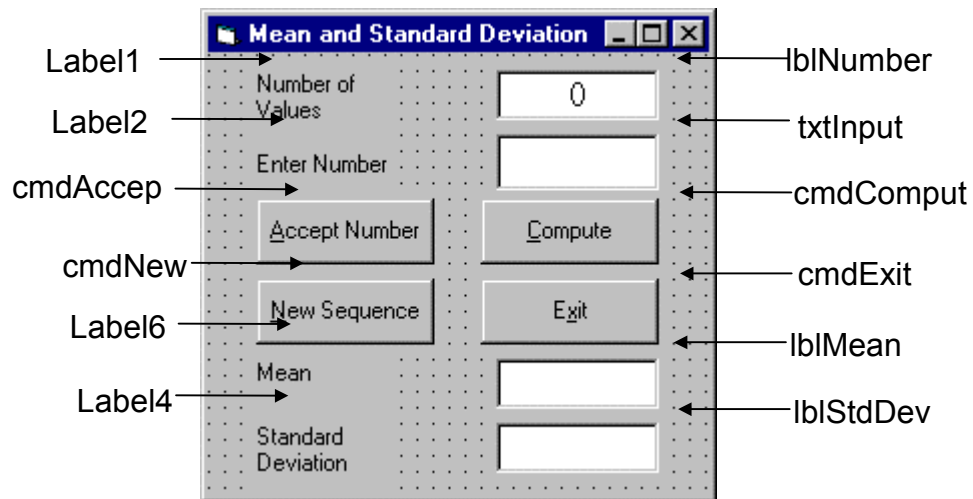 Mean and Standard Deviation
Label1
lblNumber
Number of
Values
0
Label2
txtInput
Enter Number
cmdAccep
cmdComput
Accept Number
Compute
cmdNew
cmdExit
New Sequence
Exit
Label6
lblMean
Mean
Label4
lblStdDev
Standard
Deviation